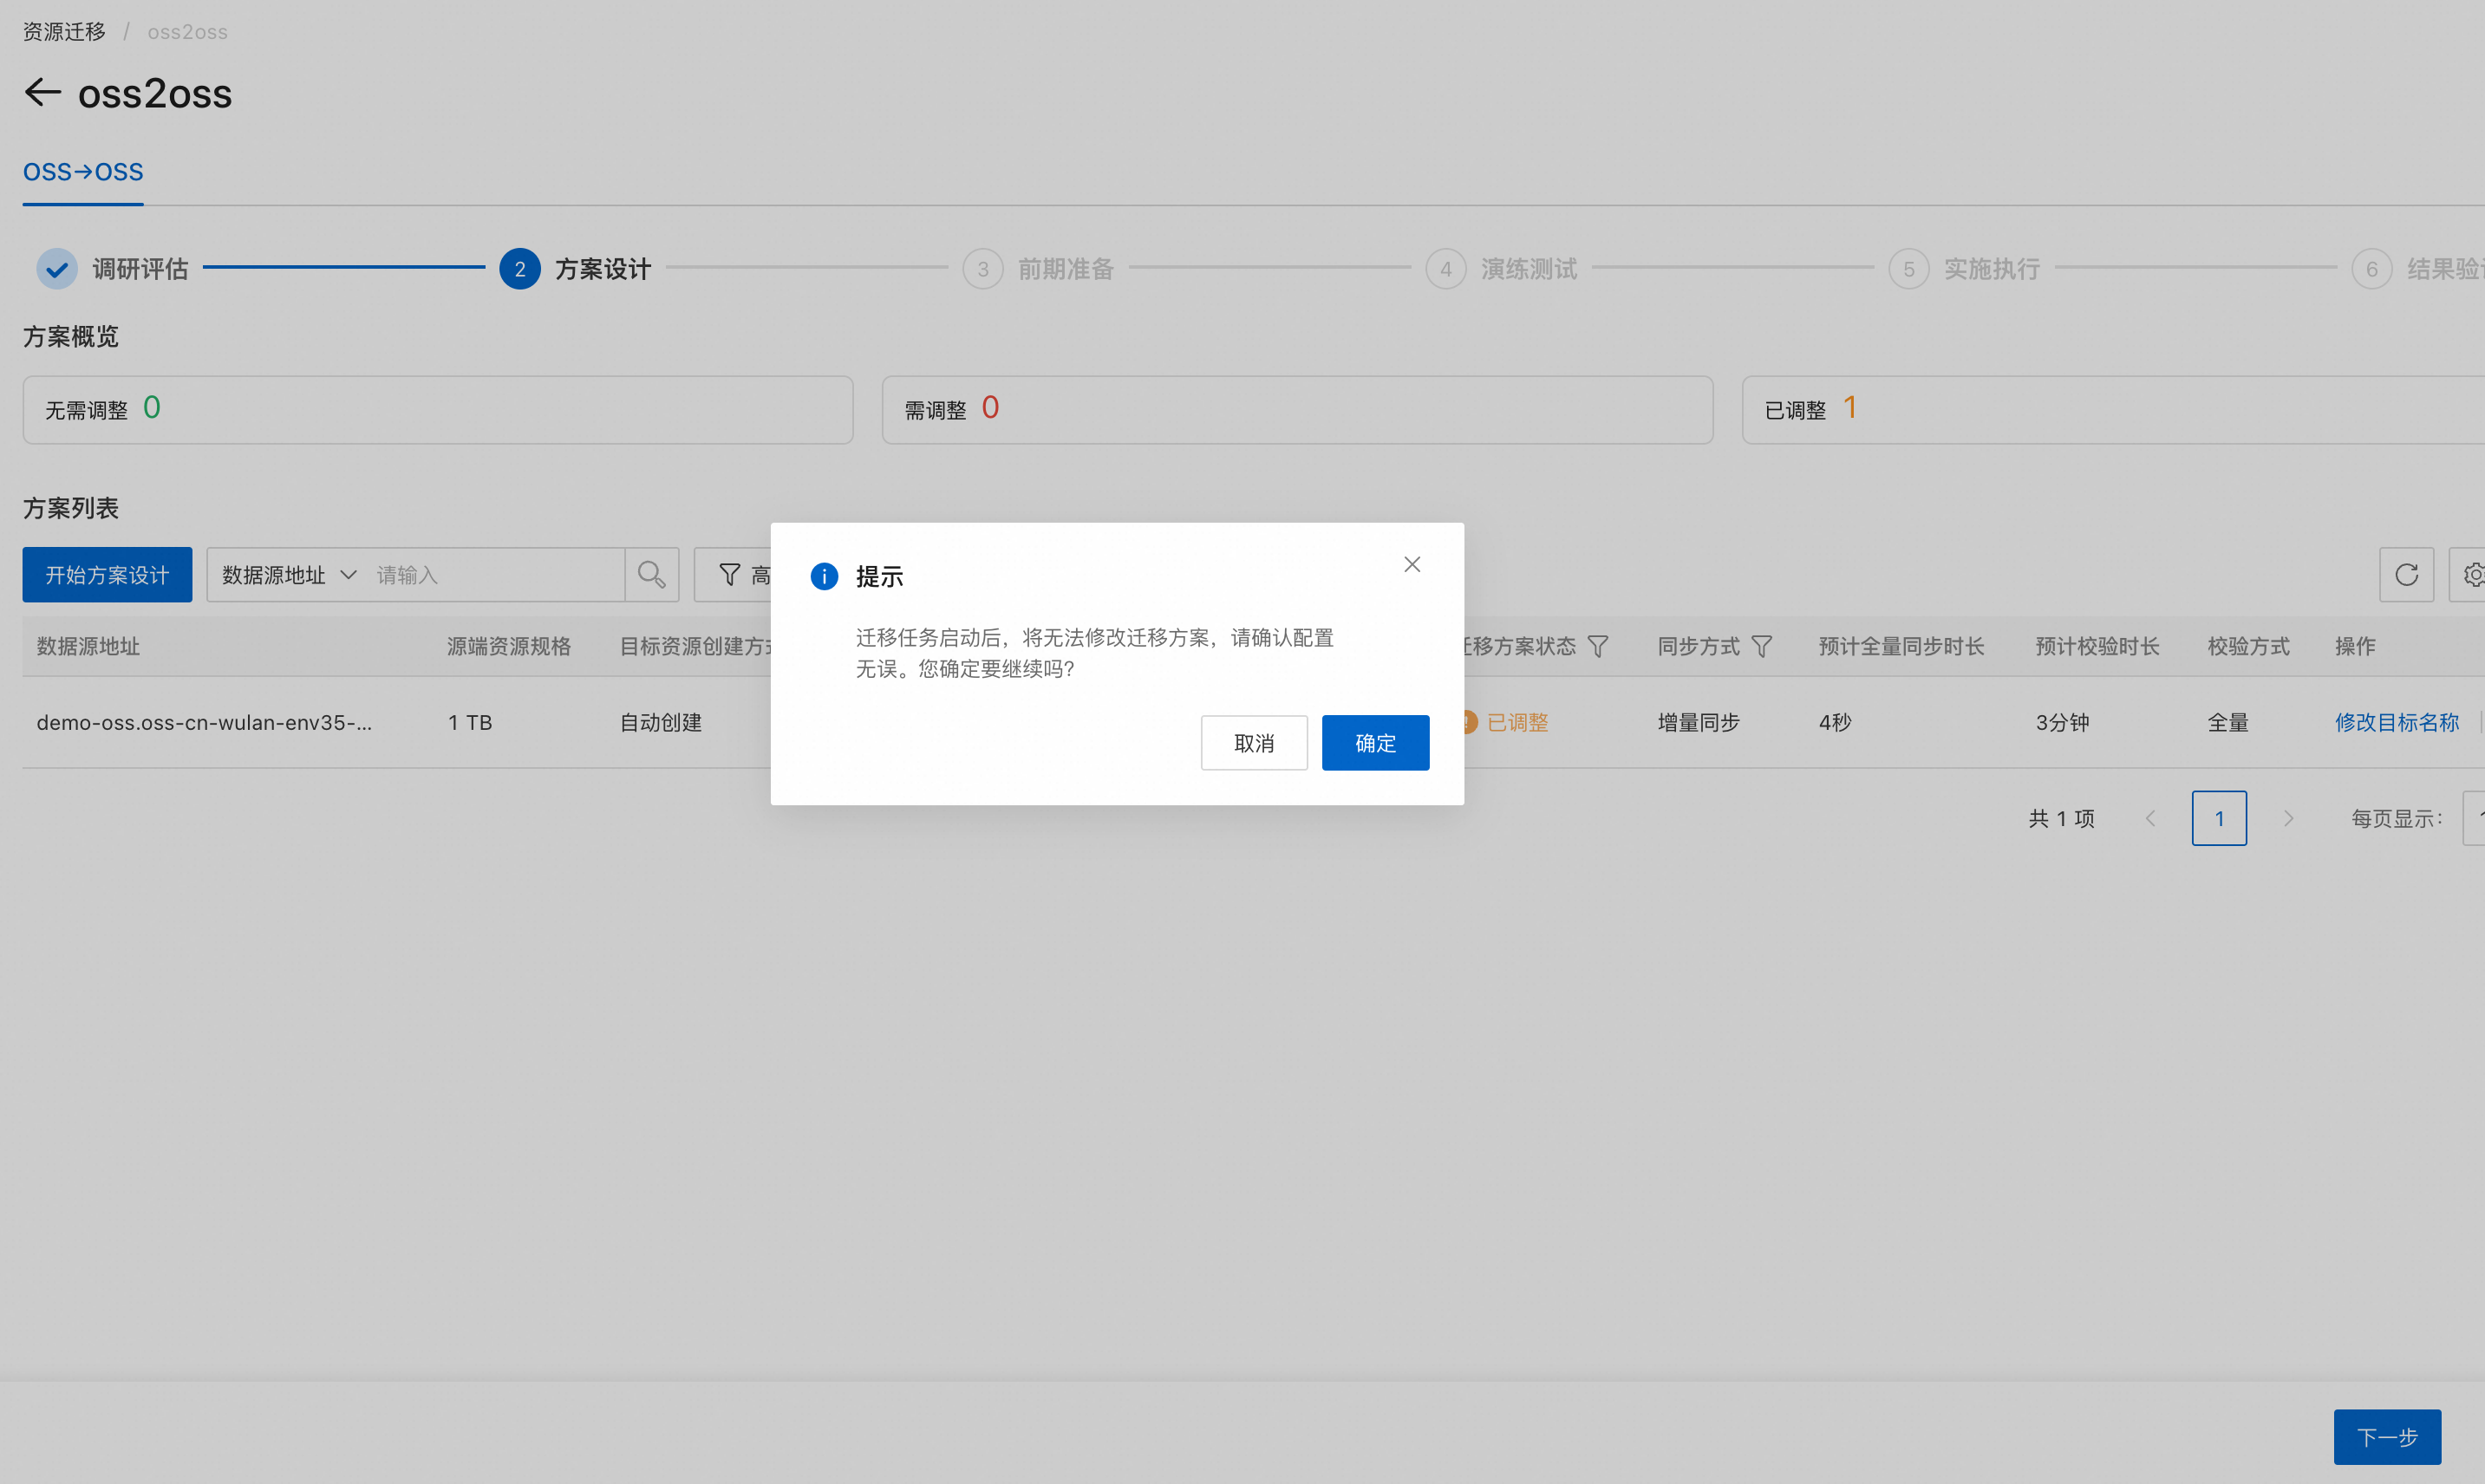 资源迁移 / oss2oss
oss2oss
OSS→OSS
调研评估
2 方案设计
3 前期准备
4 演练测试
5 实施执行
6 结果验
方案概览
无需调整 0
需调整 0
已调整 1
方案列表
开始方案设计
数据源地址
请输入
高
数据源地址 源端资源规格 目标资源创建方 移方案状态 同步方式 预计全量同步时长 预计校验时长 校验方式 操作
demo-oss.oss-cn-wulan-env35-... 1 TB 自动创建 已调整 增量同步 4秒 3分钟 全量 修改目标名称
提示
迁移任务启动后，将无法修改迁移方案，请确认配置
无误。您确定要继续吗?
取消
确定
共 1 项
1
每页显示:
下一步